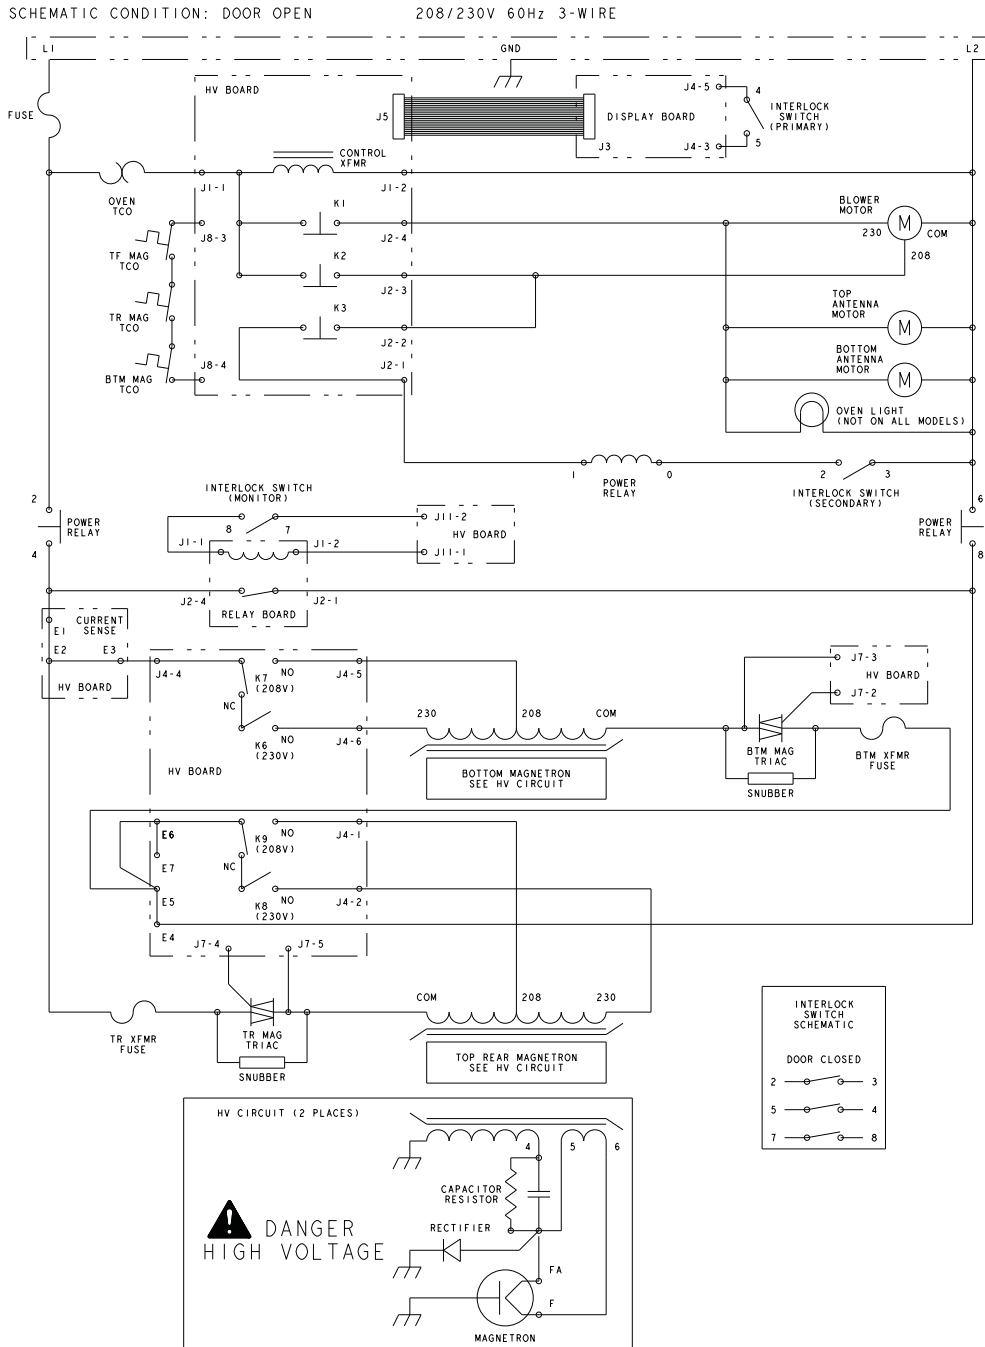 SCHEMATIC CONDITION: DOOR OPEN
208/230V 60Hz 3-WIRE
L1
GND
L2
HV BOARD
J4-5
4
FUSE
J5
DISPLAY BOARD
INTERLOCK
SWITCH
(PRIMARY)
J3
J4-3
5
CONTROL
XFMR
J1-1
J1-2
OVEN
TCO
K1
BLOWER
MOTOR
M
J8-3
J2-4
230
COM
TF MAG
TCO
K2
208
J2-3
TOP
ANTENNA
MOTOR
TR MAG
TCO
K3
M
J2-2
BOTTOM
ANTENNA
MOTOR
J8-4
J2-1
BTM MAG
TCO
M
OVEN LIGHT
(NOT ON ALL MODELS)
1
0
2
3
POWER
RELAY
INTERLOCK SWITCH
(SECONDARY)
2
INTERLOCK SWITCH
(MONITOR)
6
POWER
RELAY
8
7
J11-2
HV BOARD
POWER
RELAY
4
J1-1
J1-2
J11-1
8
J2-4
J2-1
RELAY BOARD
CURRENT
SENSE
E1
E2
E3
HV BOARD
J4-4
K7
(208V)
NO
J4-5
J7-3
HV BOARD
J7-2
NC
230
208
COM
K6
(230V)
NO
J4-6
HV BOARD
BTM MAG
TRIAC
BTM XFMR
FUSE
BOTTOM MAGNETRON
SEE HV CIRCUIT
SNUBBER
E6
K9
(208V)
NO
J4-1
E7
NC
E5
K8
(230V)
NO
J4-2
E4
J7-4
J7-5
COM
208
230
TR XFMR
FUSE
TR MAG
TRIAC
SNUBBER
TOP REAR MAGNETRON
SEE HV CIRCUIT
INTERLOCK
SWITCH
SCHEMATIC
DOOR CLOSED
2
3
5
4
7
8
HV CIRCUIT (2 PLACES)
4
5
6
CAPACITOR
RESISTOR
DANGER
HIGH VOLTAGE
RECTIFIER
FA
F
MAGNETRON